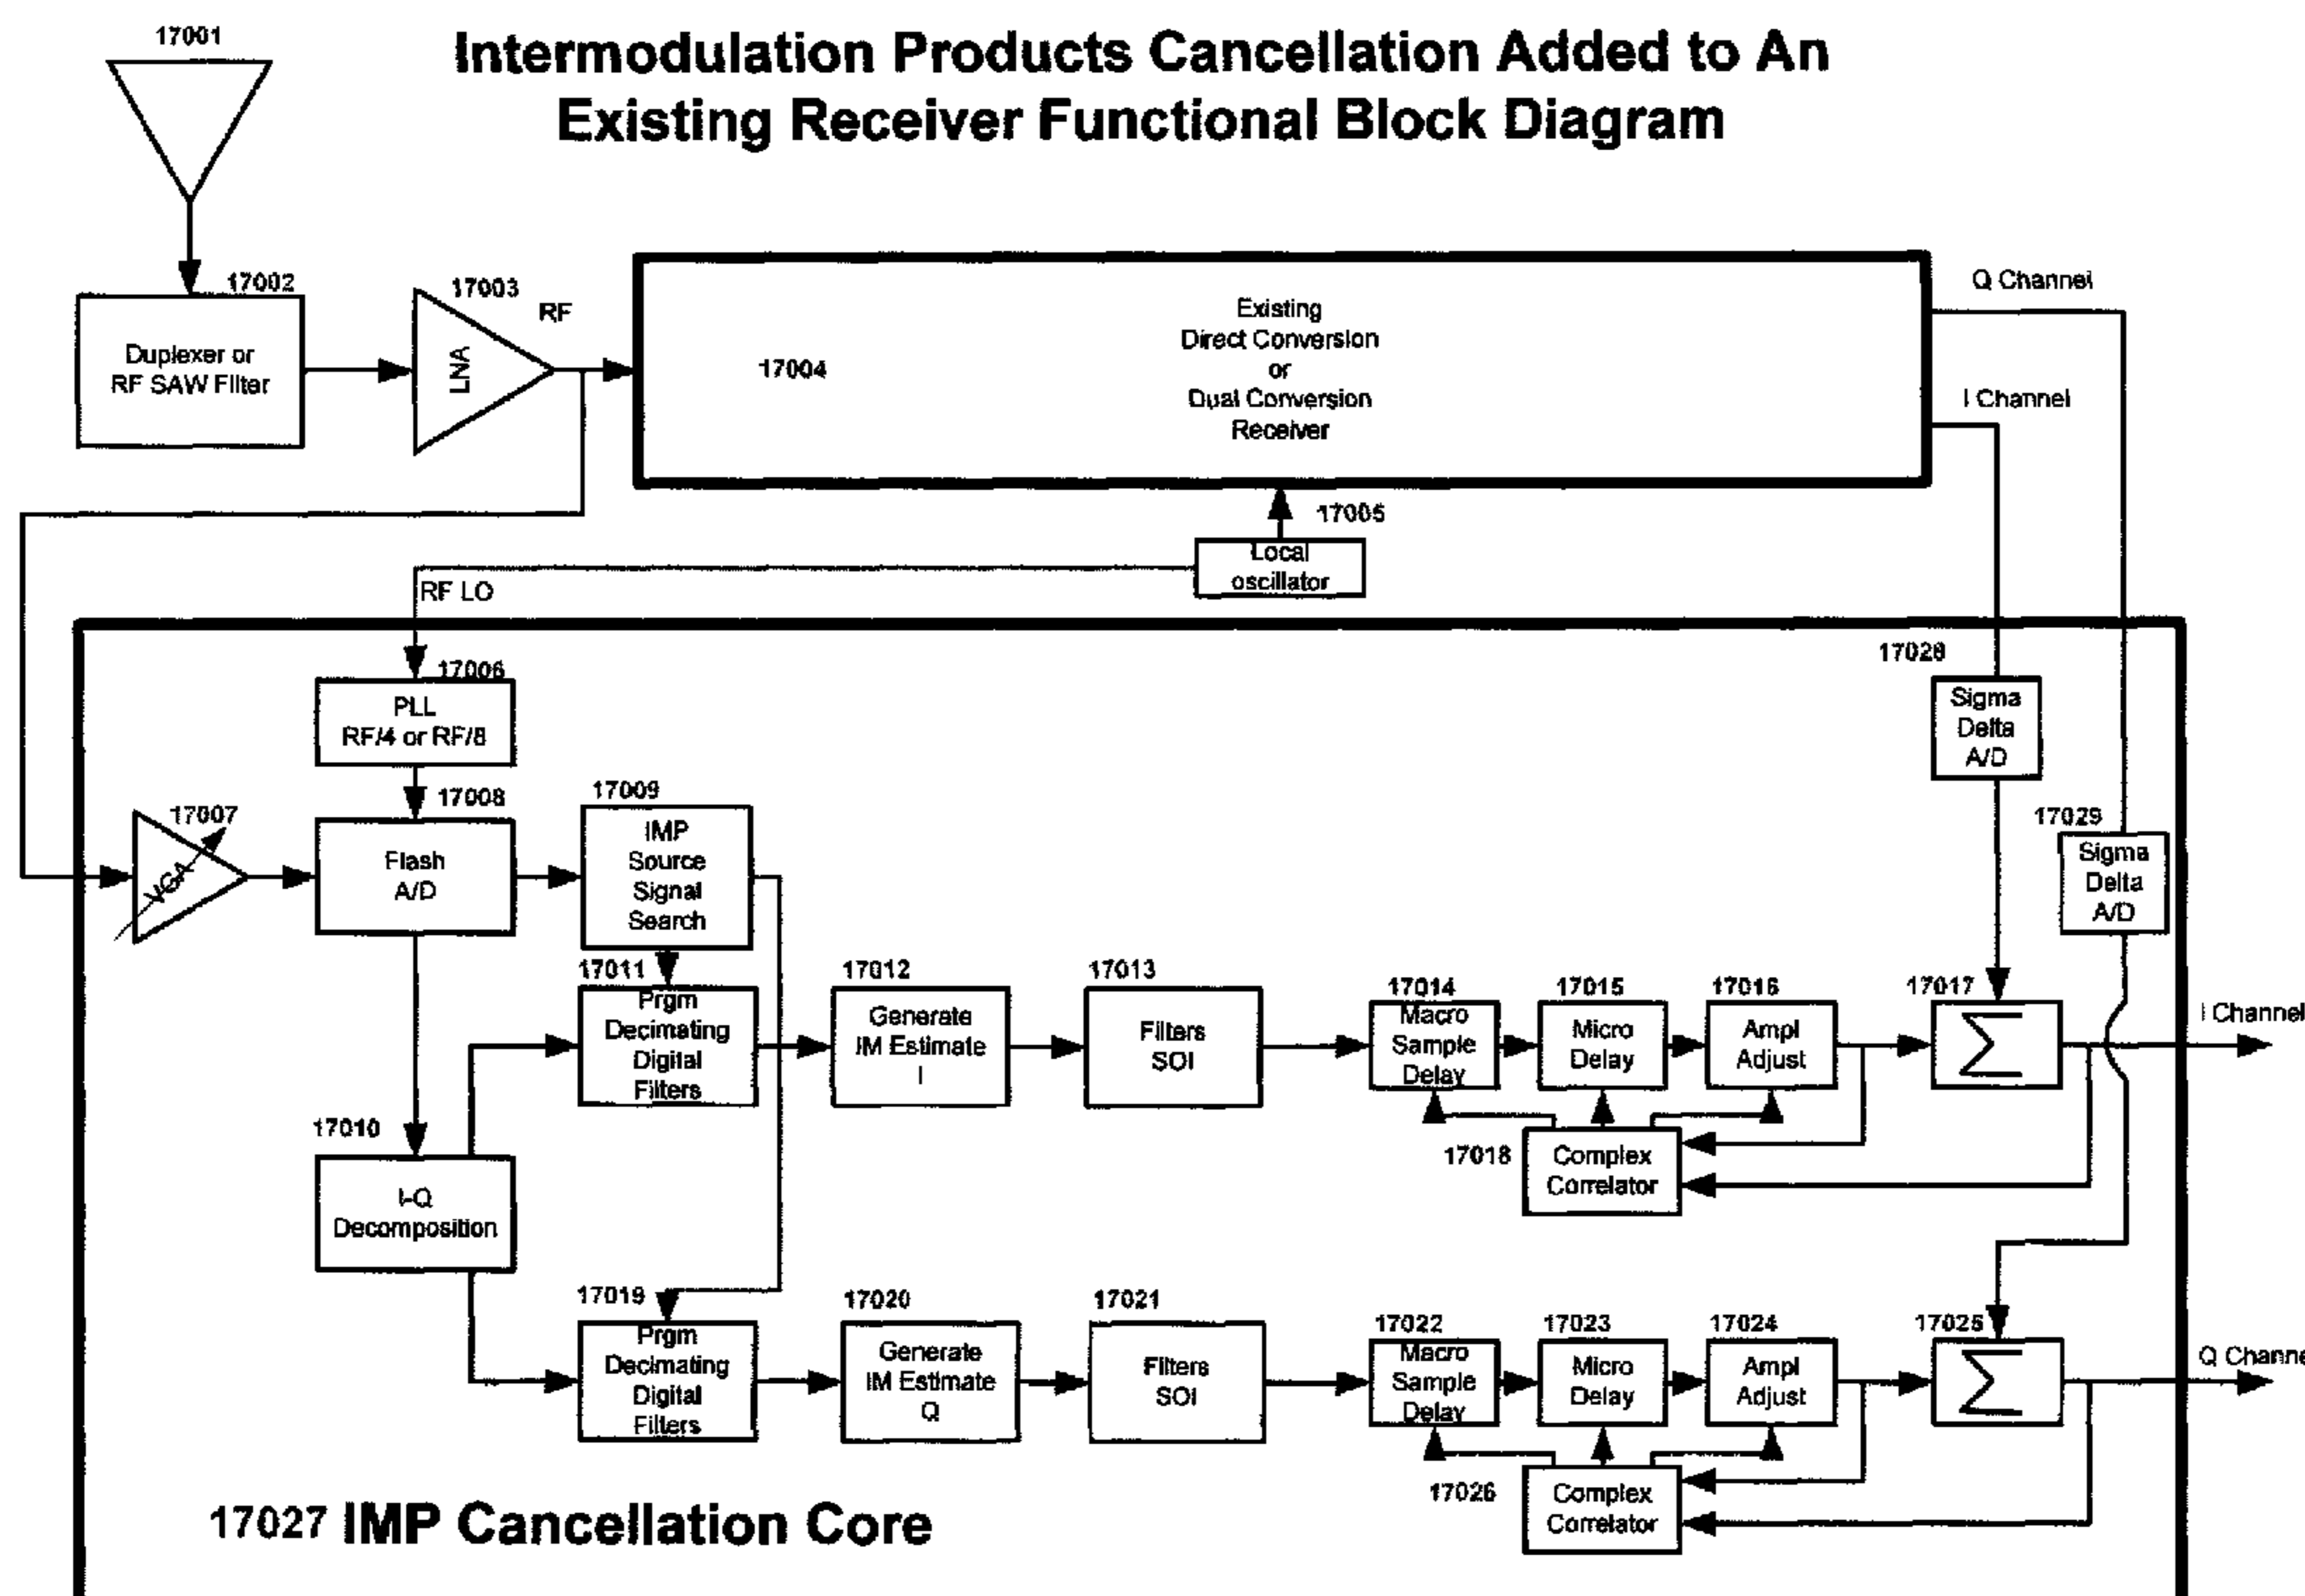 17001
Intermodulation Products Cancellation Added to An
Existing Receiver Functional Block Diagram
17002
Duplexer or
RF SAW Filter
17003
LNA
RF
17004
Existing
Direct Conversion
or
Dual Conversion
Receiver
Q Channel
I Channel
17005
Local
oscillator
RF LO
17006
PLL
RF/4 or RF/8
17007
VGA
17008
Flash
A/D
17009
IMP
Source
Signal
Search
17028
Sigma
Delta
A/D
17029
Sigma
Delta
A/D
17010
I-Q
Decomposition
17011
Prgm
Decimating
Digital
Filters
17012
Generate
IM Estimate
I
17013
Filters
SOI
17014
Macro
Sample
Delay
17015
Micro
Delay
17016
Ampl
Adjust
17017
Σ
I Channel
17018
Complex
Correlator
17019
Prgm
Decimating
Digital
Filters
17020
Generate
IM Estimate
Q
17021
Filters
SOI
17022
Macro
Sample
Delay
17023
Micro
Delay
17024
Ampl
Adjust
17025
Σ
Q Channe
17026
Complex
Correlator
17027 IMP Cancellation Core